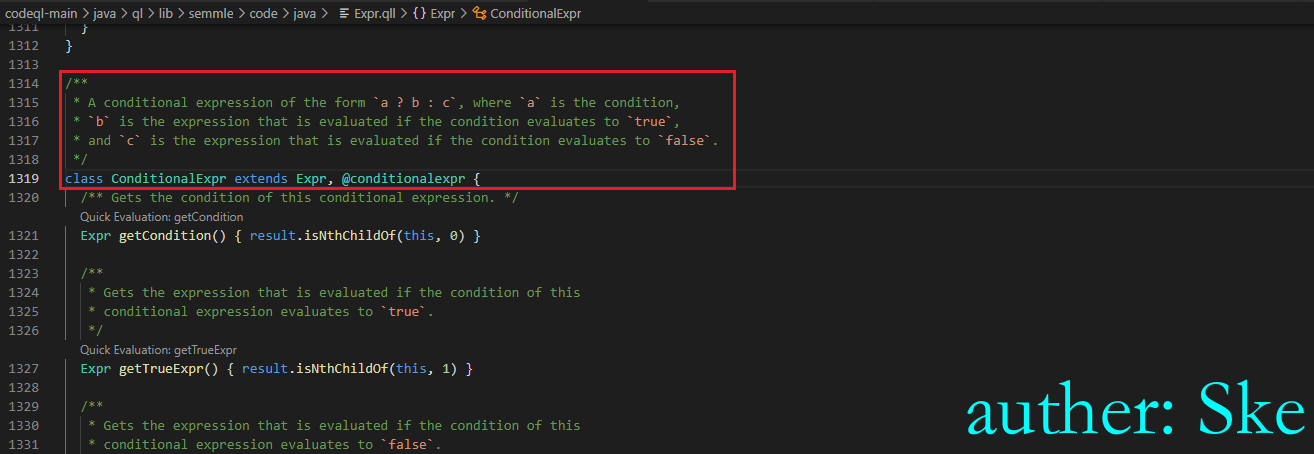 codeql-main > java > ql > lib > semmle > code > java > Expr.qll > {} Expr > ConditionalExpr
1311 }
1312 }
1313
1314 /**
1315 * A conditional expression of the form `a ? b : c`, where `a` is the condition,
1316 * `b` is the expression that is evaluated if the condition evaluates to `true`,
1317 * and `c` is the expression that is evaluated if the condition evaluates to `false`.
1318 */
1319 class ConditionalExpr extends Expr, @conditionalexpr {
1320 /** Gets the condition of this conditional expression. */
Quick Evaluation: getCondition
1321 Expr getCondition() { result.isNthChildOf(this, 0) }
1322
1323 /**
1324 * Gets the expression that is evaluated if the condition of this
1325 * conditional expression evaluates to `true`.
1326 */
Quick Evaluation: getTrueExpr
1327 Expr getTrueExpr() { result.isNthChildOf(this, 1) }
1328
1329 /**
1330 * Gets the expression that is evaluated if the condition of this
1331 * conditional expression evaluates to `false`.
auther: Ske